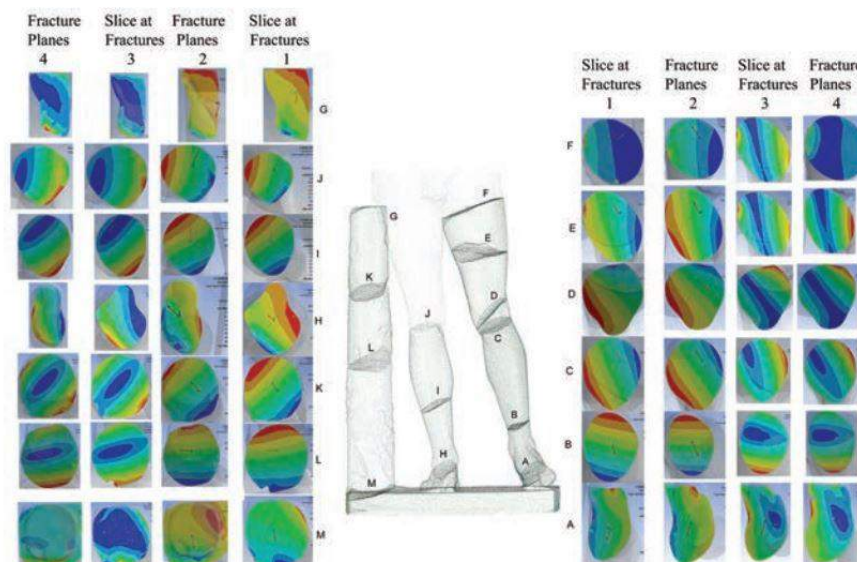 Fracture Planes 4
Slice at Fractures 3
Fracture Planes 2
Slice at Fractures 1
G
J
I
H
K
L
M
G
K
L
M
J
I
H
F
E
D
C
B
A
Slice at Fractures 1
Fracture Planes 2
Slice at Fractures 3
Fracture Planes 4
F
E
D
C
B
A